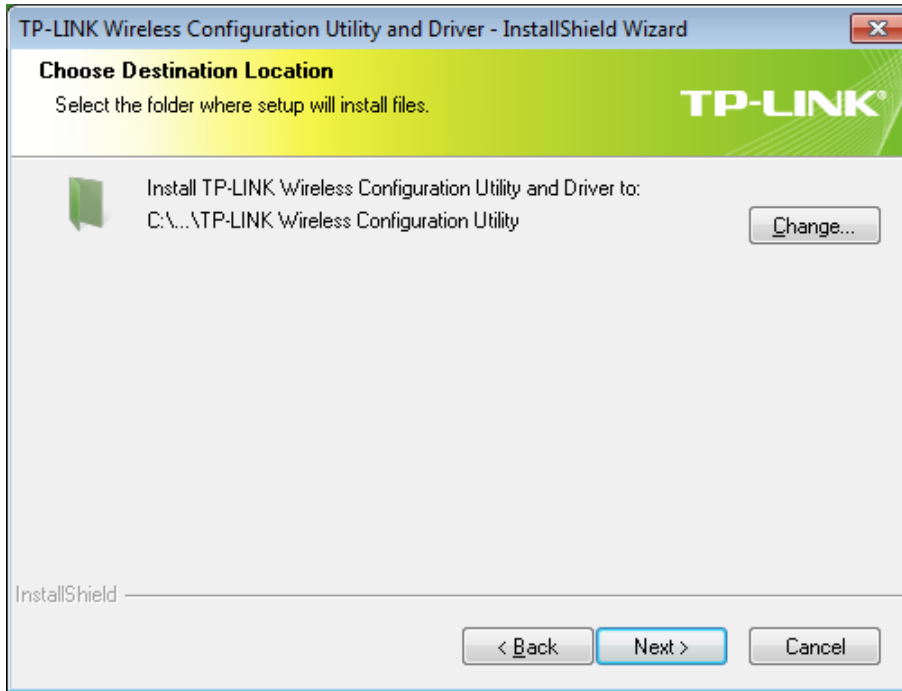 TP-LINK Wireless Configuration Utility and Driver - InstallShield Wizard
Choose Destination Location
Select the folder where setup will install files.
TP-LINK®
Install TP-LINK Wireless Configuration Utility and Driver to:
C:\...\TP-LINK Wireless Configuration Utility
Change...
InstallShield
< Back
Next >
Cancel